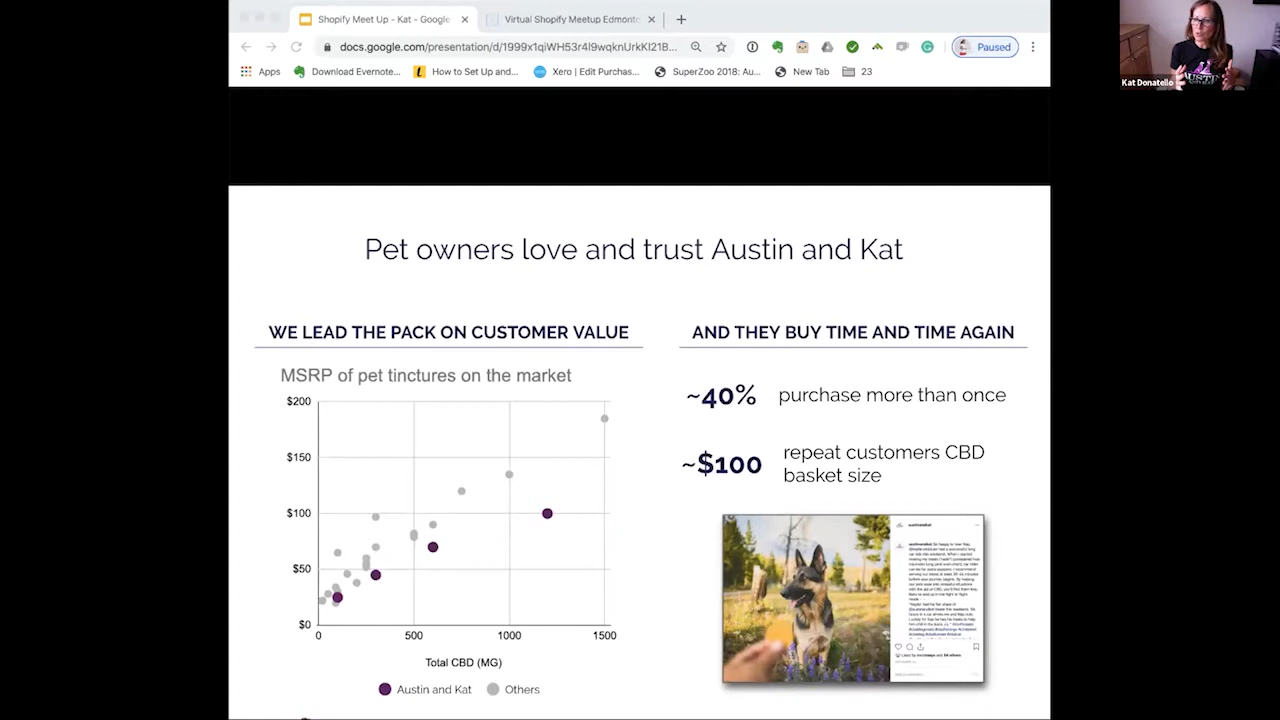 Shopify Meet Up - Kat - Google
Virtual Shopify Meetup Edmonto
docs.google.com/presentation/d/1999x1qiWH53r4l9wqknUrkKI21B...
Paused
Apps
Download Evernote...
How to Set Up and...
Xero | Edit Purchas...
SuperZoo 2018: Au...
New Tab
23
Kat Donatello
Pet owners love and trust Austin and Kat
WE LEAD THE PACK ON CUSTOMER VALUE
MSRP of pet tinctures on the market
$200
$150
$100
$50
$0
0 500 1000 1500
Total CBD (MG)
Austin and Kat
Others
AND THEY BUY TIME AND TIME AGAIN
~40% purchase more than once
~$100 repeat customers CBD
basket size